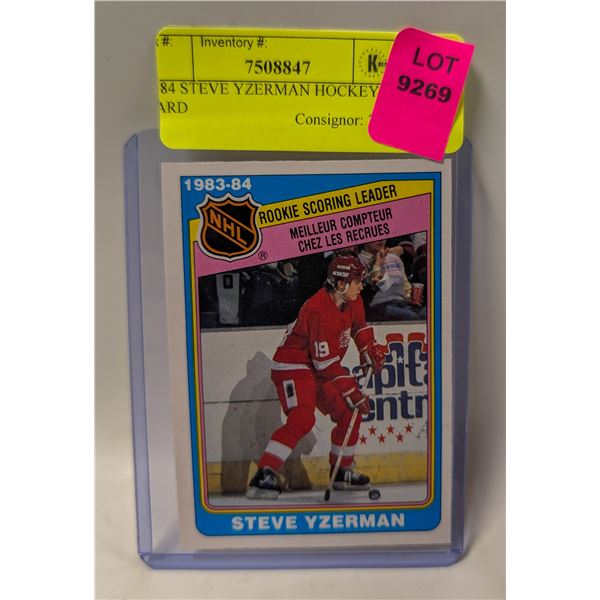 #: Inventory #:
7508847
LOT
9269
84 STEVE YZERMAN HOCKEY
ARD
Consignor:
1983-84
NHL
®
ROOKIE SCORING LEADER
MEILLEUR COMPTEUR
CHEZ LES RECRUES
19
apit
entr
STEVE YZERMAN